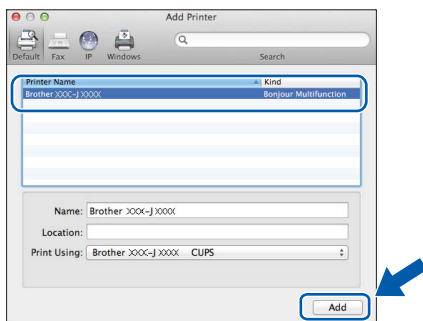 Add Printer
Default Fax IP Windows Search
Printer Name Kind
Brother XXX-JXXXX Bonjour Multifunction
Name: Brother XXX-JXXXX
Location:
Print Using: Brother XXX-JXXXX CUPS
Add